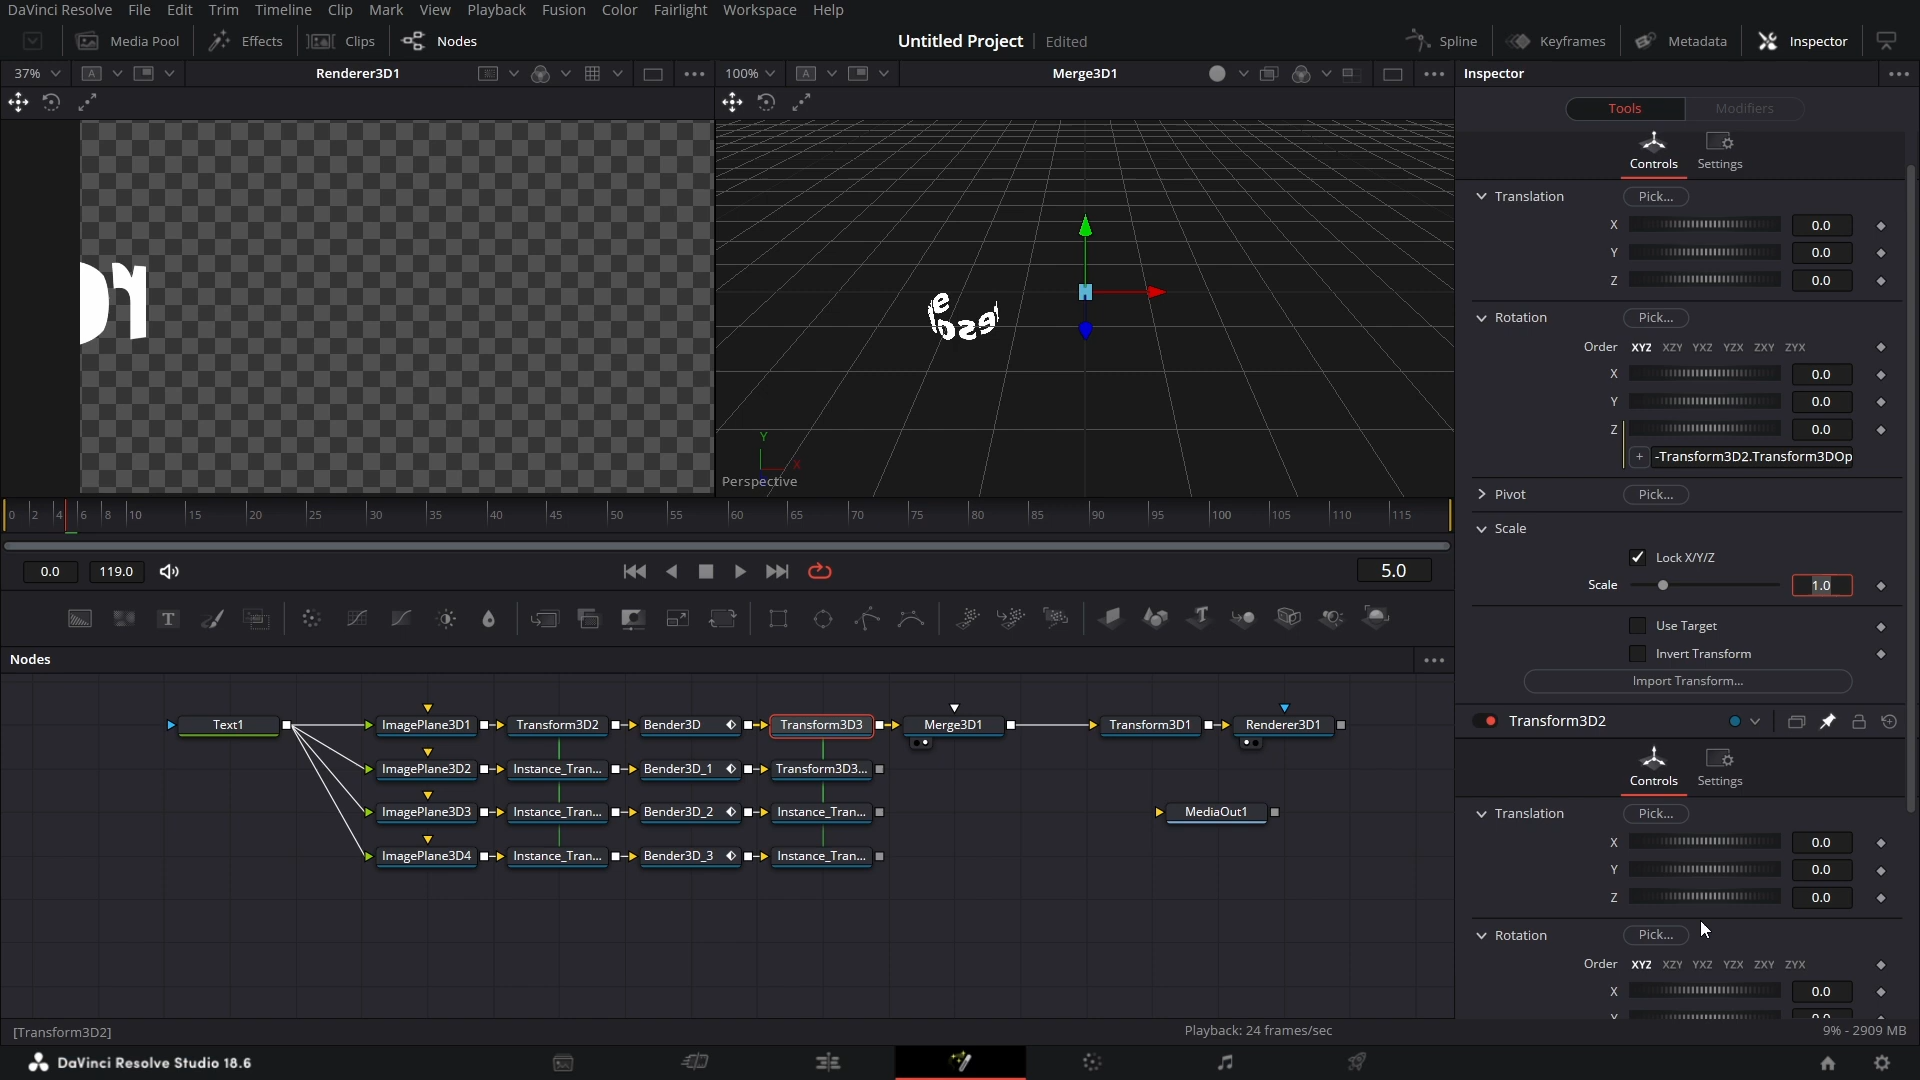 DaVinci Resolve File Edit Trim Timeline Clip Mark View Playback Fusion Color Fairlight Workspace Help
Media Pool Effects Clips Nodes Untitled Project Edited Spline Keyframes Metadata Inspector
37% A Renderer3D1 100% A Merge3D1 Inspector
Tools Modifiers
Controls Settings
Translation Pick...
X 0.0
Y 0.0
Z 0.0
Rotation Pick...
Order XYZ XZY YXZ YZX ZXY ZYX
X 0.0
Y 0.0
Z 0.0
-Transform3D2.Transform3DOp
Pivot Pick...
Scale
Lock X/Y/Z
Scale 1.0
Use Target
Invert Transform
Import Transform...
Transform3D2
Controls Settings
Translation Pick...
X 0.0
Y 0.0
Z 0.0
Rotation Pick...
Order XYZ XZY YXZ YZX ZXY ZYX
X 0.0
Y 0.0
Y
X
Perspective
0 2 4 6 8 10 15 20 25 30 35 40 45 50 55 60 65 70 75 80 85 90 95 100 105 110 115
0.0 119.0 5.0
Nodes
Text1 ImagePlane3D1 Transform3D2 Bender3D Transform3D3 Merge3D1 Transform3D1 Renderer3D1
ImagePlane3D2 Instance_Tran... Bender3D_1 Transform3D3...
ImagePlane3D3 Instance_Tran... Bender3D_2 Instance_Tran... MediaOut1
ImagePlane3D4 Instance_Tran... Bender3D_3 Instance_Tran...
[Transform3D2] Playback: 24 frames/sec 9% - 2909 MB
DaVinci Resolve Studio 18.6